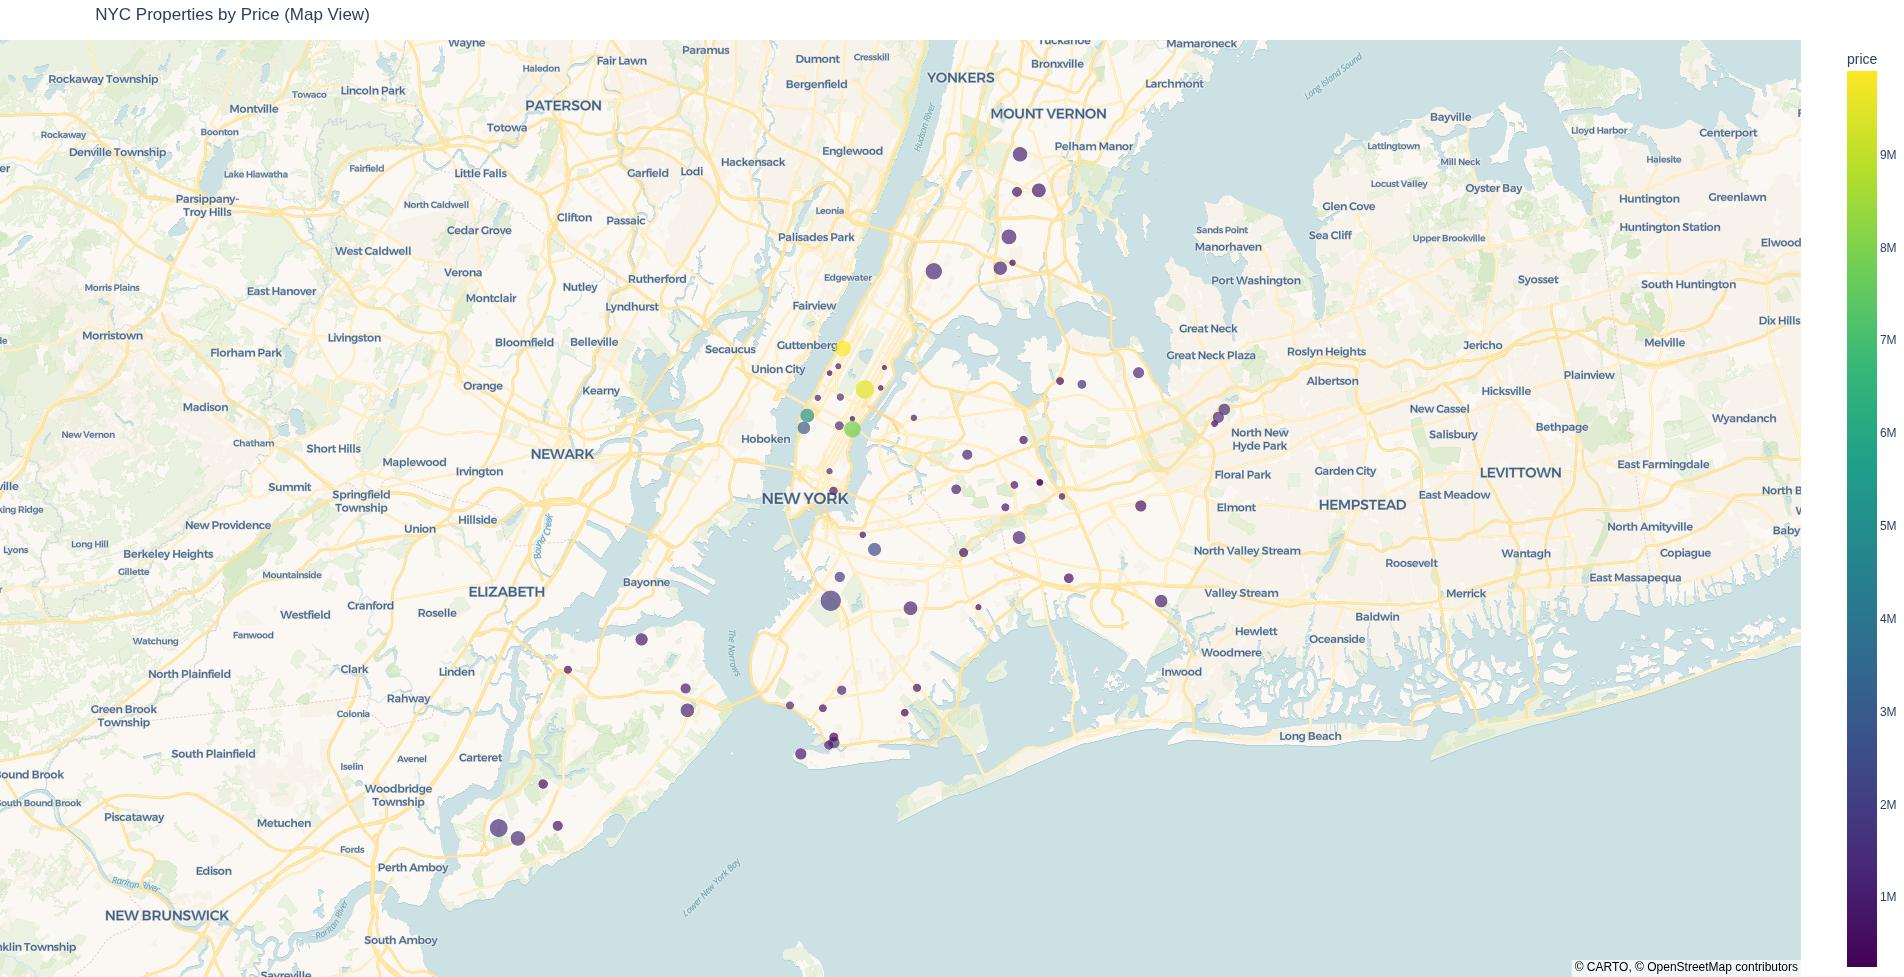 NYC Properties by Price (Map View)
price
9M
8M
7M
6M
5M
4M
3M
2M
1M
Wayne
Paramus
Tuckahoe
Mamaroneck
Fair Lawn
Dumont
Cresskill
Bronxville
Haledon
YONKERS
Rockaway Township
Bergenfield
Larchmont
Long Island Sound
Towaco
Lincoln Park
PATERSON
Montville
MOUNT VERNON
Bayville
Hudson River
Totowa
Lloyd Harbor
Centerport
Rockaway
Boonton
Denville Township
Englewood
Pelham Manor
Lattingtown
Hackensack
Mill Neck
Halesite
Fairfield
Lake Hiawatha
Little Falls
Garfield
Lodi
Locust Valley
Oyster Bay
Parsippany-
Troy Hills
North Caldwell
Huntington
Greenlawn
Leonia
Glen Cove
Clifton
Passaic
Cedar Grove
Sands Point
Huntington Station
Palisades Park
Sea Cliff
Upper Brookville
Manorhaven
Elwood
West Caldwell
Verona
Rutherford
Edgewater
Port Washington
Syosset
South Huntington
Morris Plains
East Hanover
Nutley
Montclair
Lyndhurst
Fairview
Dix Hills
Morristown
Livingston
Bloomfield
Belleville
Great Neck
Guttenberg
Secaucus
Jericho
Melville
Florham Park
Great Neck Plaza
Roslyn Heights
Union City
Plainview
Albertson
Orange
Kearny
Hicksville
Madison
New Cassel
Wyandanch
New Vernon
Bethpage
North New
Hyde Park
Salisbury
Chatham
Hoboken
Short Hills
NEWARK
Maplewood
East Farmingdale
Irvington
Floral Park
Garden City
LEVITTOWN
Summit
Springfield
Township
NEW YORK
East Meadow
HEMPSTEAD
Elmont
New Providence
Hillside
Union
Bound Creek
North Amityville
Lyons
Long Hill
Berkeley Heights
North Valley Stream
Wantagh
Copiague
Roosevelt
Gillette
Mountainside
Bayonne
East Massapequa
ELIZABETH
Valley Stream
Merrick
Cranford
Westfield
Roselle
Baldwin
Watchung
Fanwood
The Narrows
Hewlett
Oceanside
Woodmere
North Plainfield
Clark
Linden
Inwood
Rahway
Green Brook
Township
Colonia
Long Beach
South Plainfield
Avenel
Carteret
Iselin
Woodbridge
Township
South Bound Brook
Piscataway
Metuchen
Fords
Perth Amboy
Edison
Raritan River
Lower New York Bay
NEW BRUNSWICK
Raritan River
South Amboy
Sayreville
© CARTO, © OpenStreetMap contributors